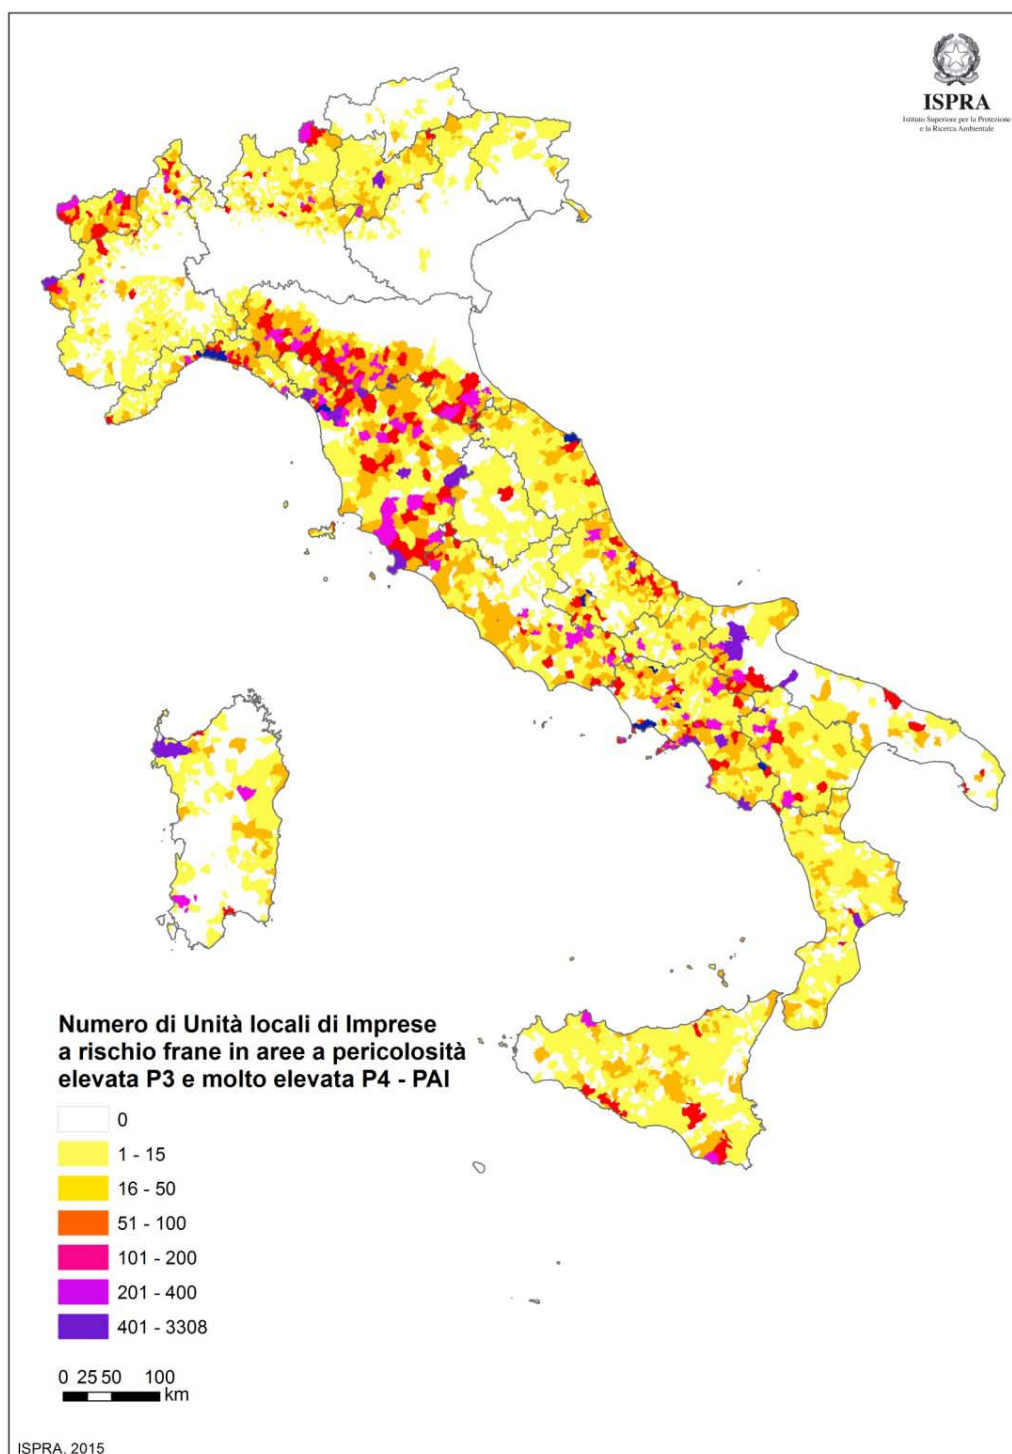 ISPRA
Istituto Superiore per la Protezione
e la Ricerca Ambientale
Numero di Unità locali di Imprese
a rischio frane in aree a pericolosità
elevata P3 e molto elevata P4 - PAI
0
1 - 15
16 - 50
51 - 100
101 - 200
201 - 400
401 - 3308
0 25 50 100
km
ISPRA, 2015